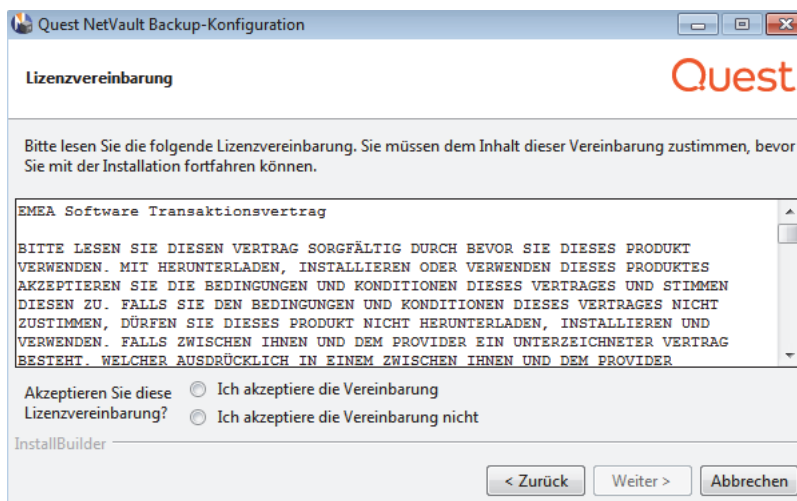 Quest NetVault Backup-Konfiguration
Lizenzvereinbarung
Quest
Bitte lesen Sie die folgende Lizenzvereinbarung. Sie müssen dem Inhalt dieser Vereinbarung zustimmen, bevor
Sie mit der Installation fortfahren können.
EMEA Software Transaktionsvertrag
BITTE LESEN SIE DIESEN VERTRAG SORGFÄLTIG DURCH BEVOR SIE DIESES PRODUKT
VERWENDEN. MIT HERUNTERLADEN, INSTALLIEREN ODER VERWENDEN DIESES PRODUKTES
AKZEPTIEREN SIE DIE BEDINGUNGEN UND KONDITIONEN DIESES VERTRAGES UND STIMMEN
DIESEN ZU. FALLS SIE DEN BEDINGUNGEN UND KONDITIONEN DIESES VERTRAGES NICHT
ZUSTIMMEN, DÜRFEN SIE DIESES PRODUKT NICHT HERUNTERLADEN, INSTALLIEREN UND
VERWENDEN. FALLS ZWISCHEN IHNEN UND DEM PROVIDER EIN UNTERZEICHNETER VERTRAG
BESTEHT. WELCHER AUSDRÜCKLICH IN EINEM ZWISCHEN IHNEN UND DEM PROVIDER
Akzeptieren Sie diese
Lizenzvereinbarung?
Ich akzeptiere die Vereinbarung
Ich akzeptiere die Vereinbarung nicht
InstallBuilder
< Zurück
Weiter >
Abbrechen